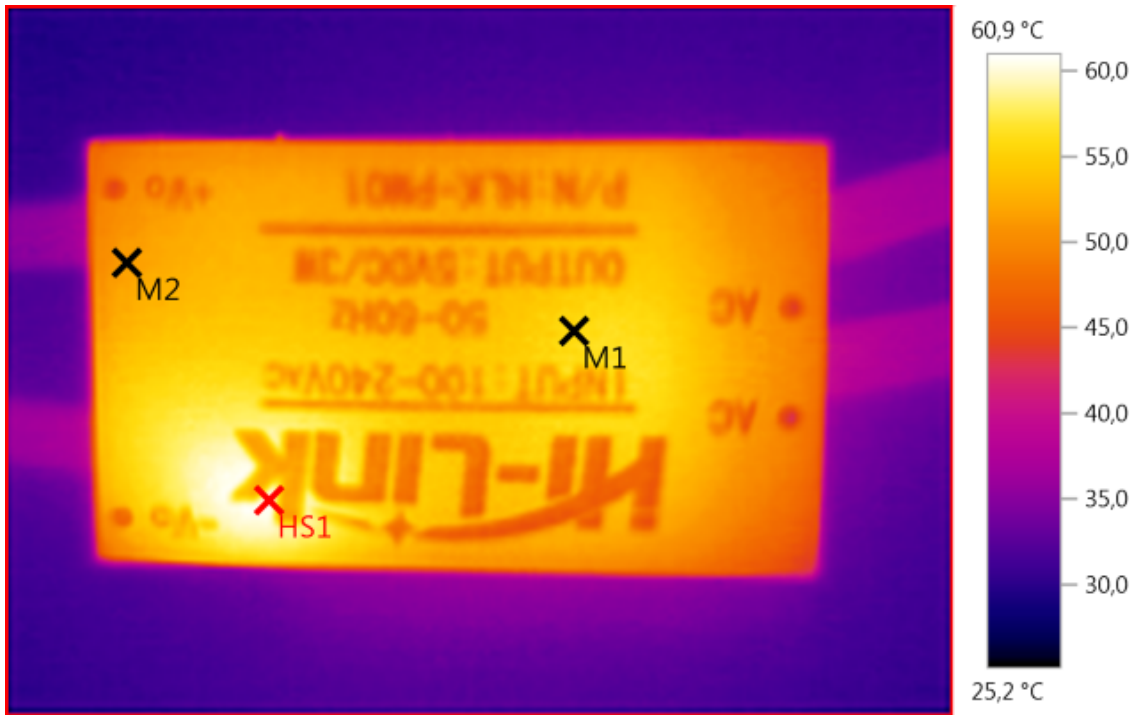 60,9 °C
60,0
55,0
50,0
45,0
40,0
35,0
30,0
25,2 °C
M2
M1
HS1
-Vo
+Vo
HI-LINK
INPUT: 100-240VAC
50-60Hz
OUTPUT: 5VDC/3W
P/N:HLK-PM01
AC
AC